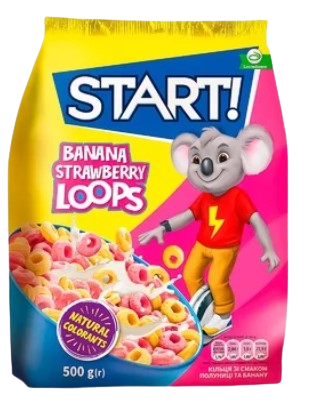 START!
BANANA
STRAWBERRY
LOOPS
NATURAL
COLORANTS
500 g(г)
КІЛЬЦЯ ЗІ СМАКОМ
ПОЛУНИЦІ ТА БАНАНУ